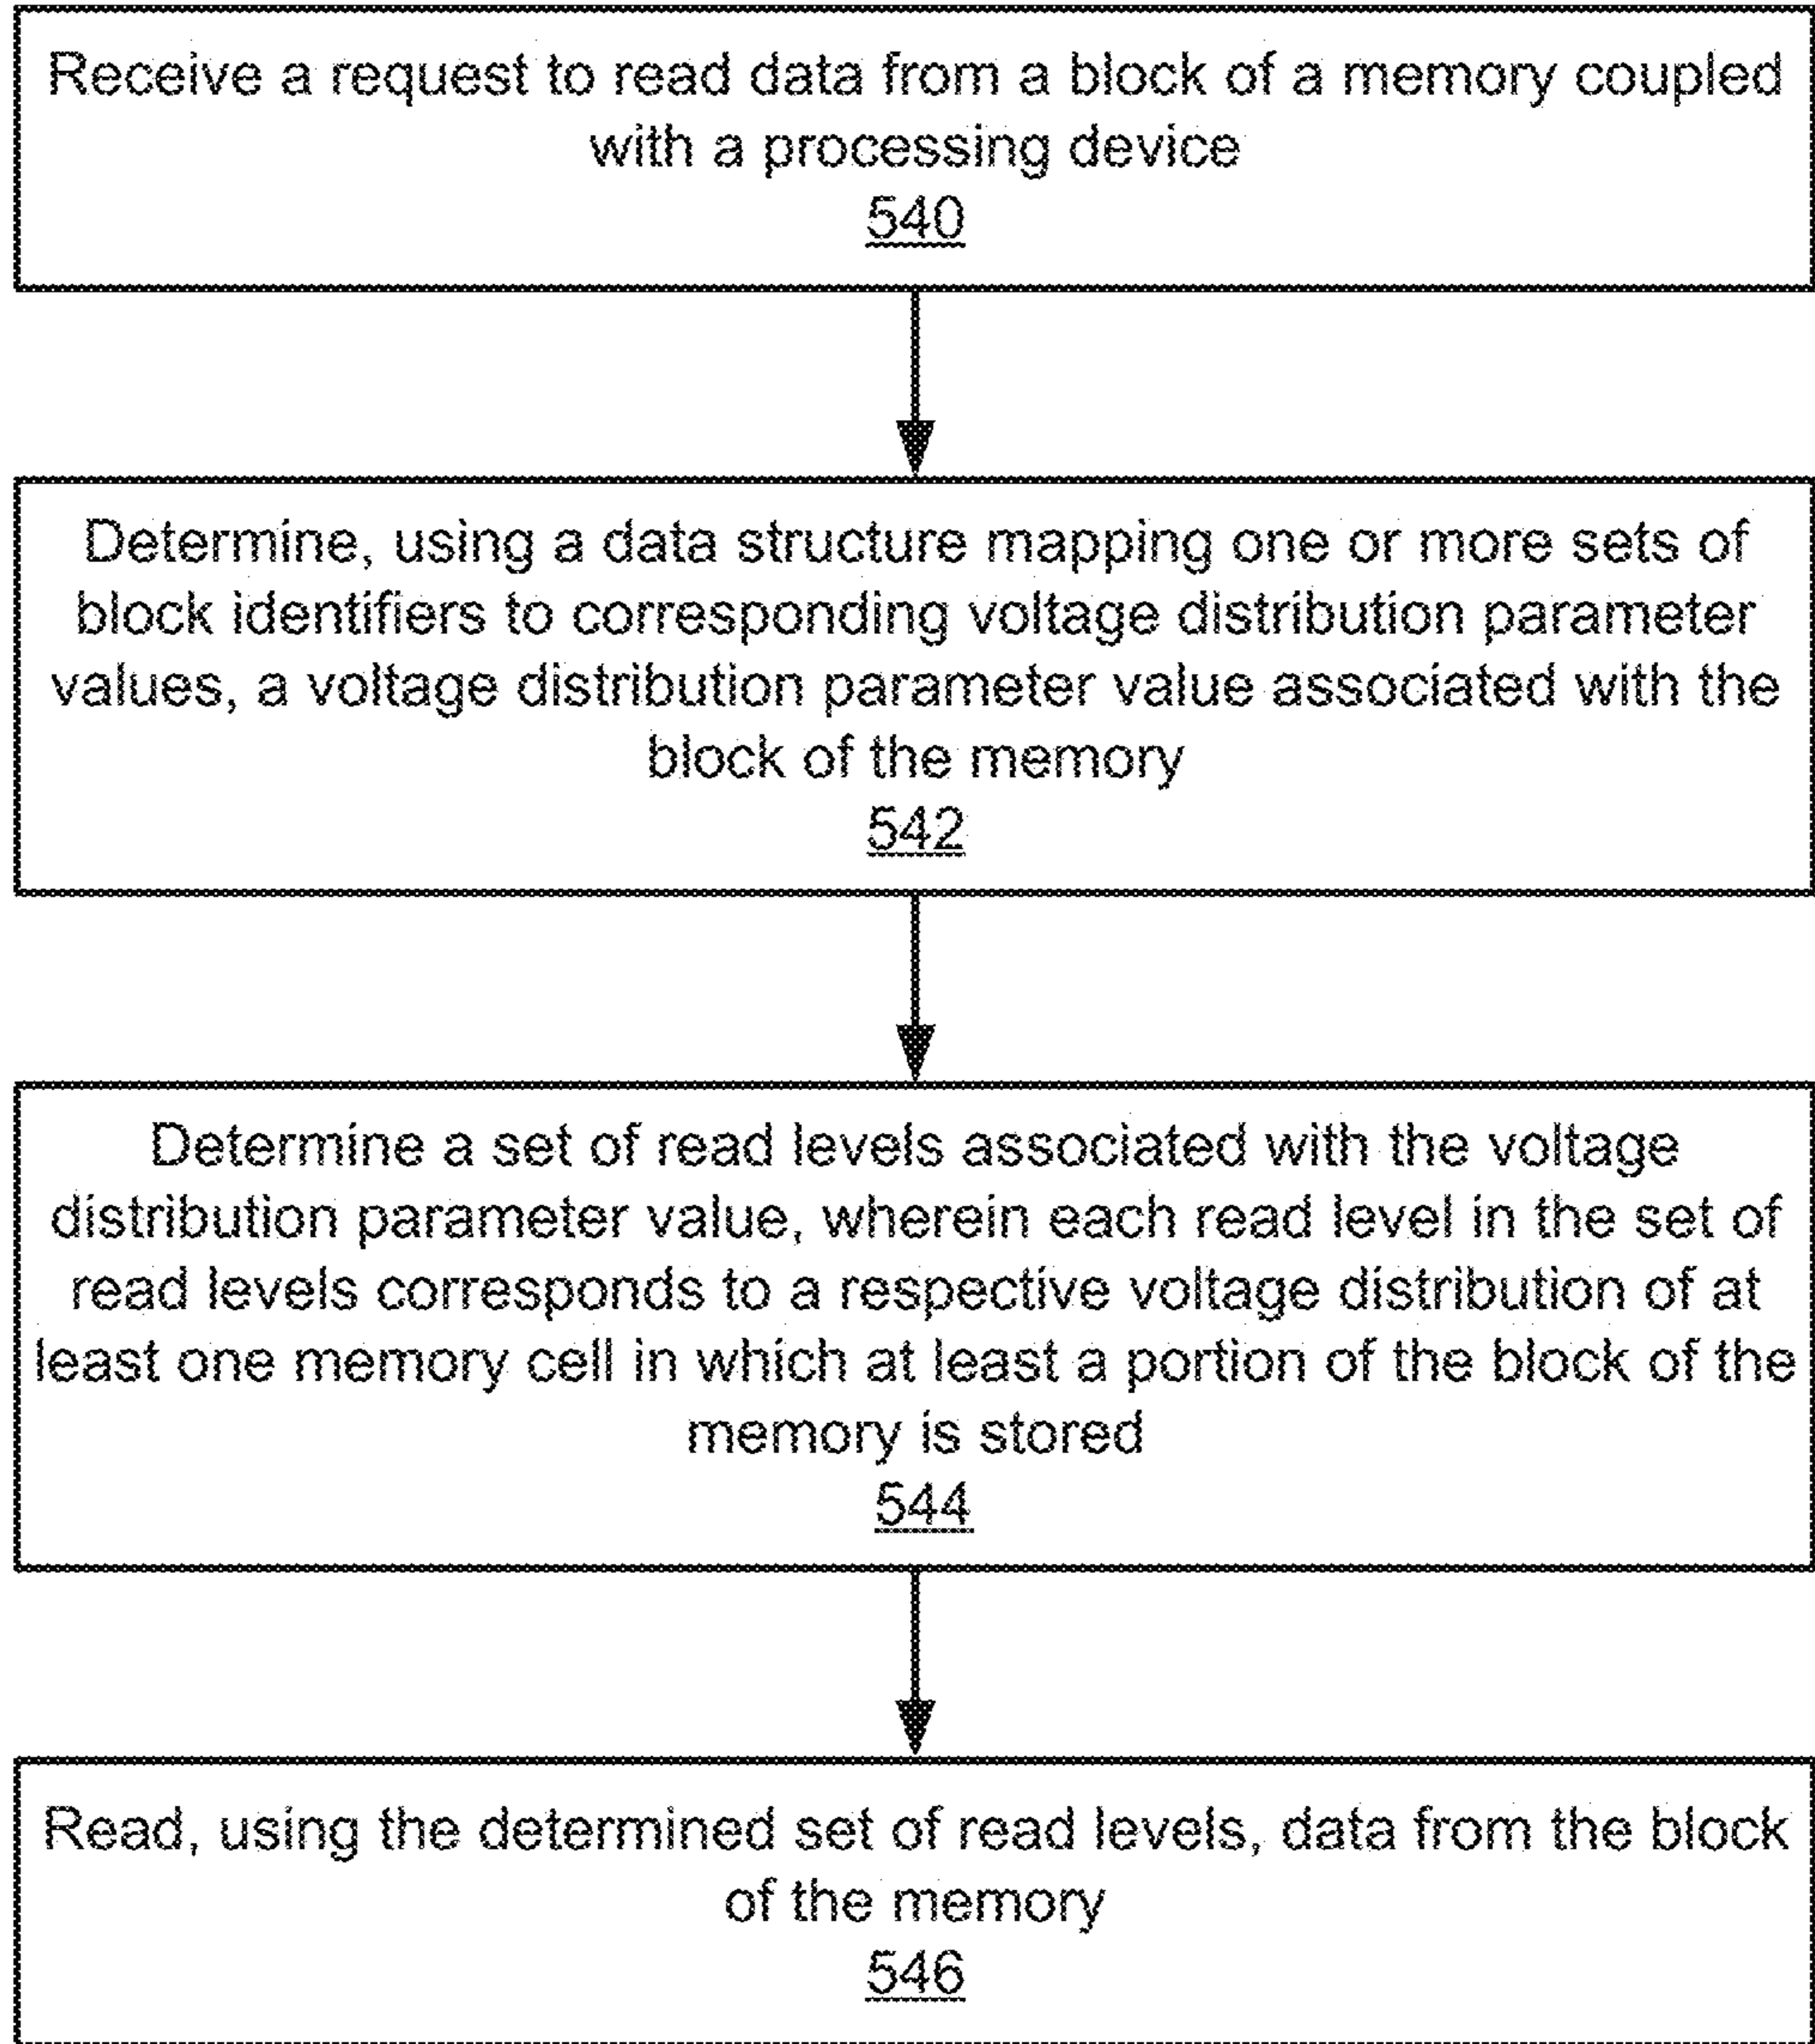 Receive a request to read data from a block of a memory coupled
with a processing device
540
Determine, using a data structure mapping one or more sets of
block identifiers to corresponding voltage distribution parameter
values, a voltage distribution parameter value associated with the
block of the memory
542
Determine a set of read levels associated with the voltage
distribution parameter value, wherein each read level in the set of
read levels corresponds to a respective voltage distribution of at
least one memory cell in which at least a portion of the block of the
memory is stored
544
Read, using the determined set of read levels, data from the block
of the memory
546